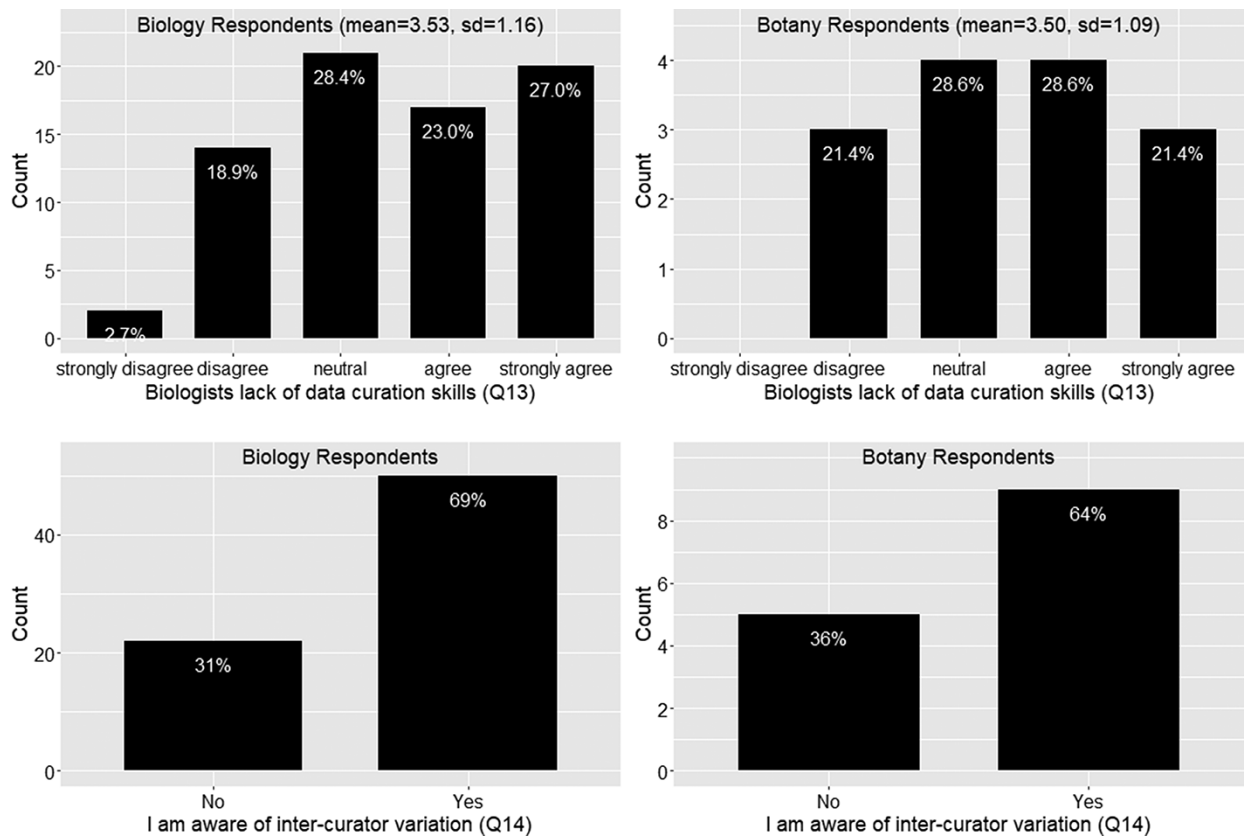 Biology Respondents (mean=3.53, sd=1.16)
Count
20
15
10
5
0
2.7%
18.9%
28.4%
23.0%
27.0%
strongly disagree disagree neutral agree strongly agree
Biologists lack of data curation skills (Q13)
Botany Respondents (mean=3.50, sd=1.09)
Count
4
3
2
1
0
21.4%
28.6%
28.6%
21.4%
strongly disagree disagree neutral agree strongly agree
Biologists lack of data curation skills (Q13)
Biology Respondents
Count
40
20
0
31%
69%
No Yes
I am aware of inter-curator variation (Q14)
Botany Respondents
Count
8
6
4
2
0
36%
64%
No Yes
I am aware of inter-curator variation (Q14)